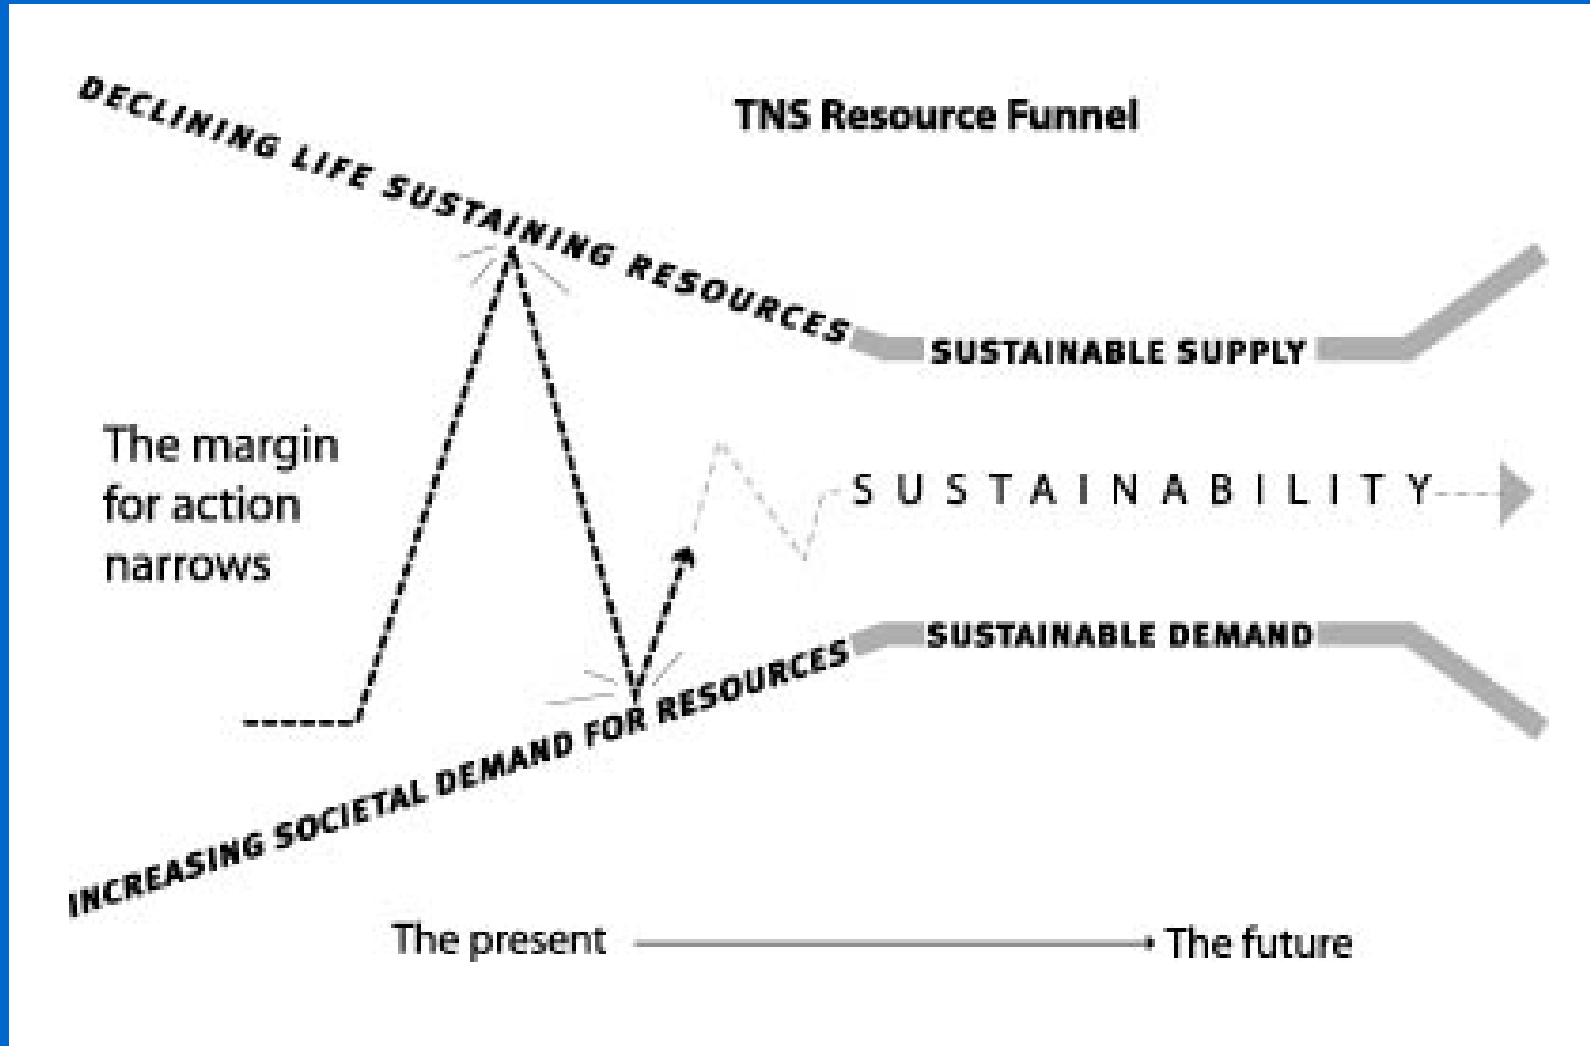 TNS Resource Funnel
DECLINING LIFE SUSTAINING RESOURCES
SUSTAINABLE SUPPLY
The margin
for action
narrows
SUSTAINABILITY
SUSTAINABLE DEMAND
INCREASING SOCIETAL DEMAND FOR RESOURCES
The present
The future